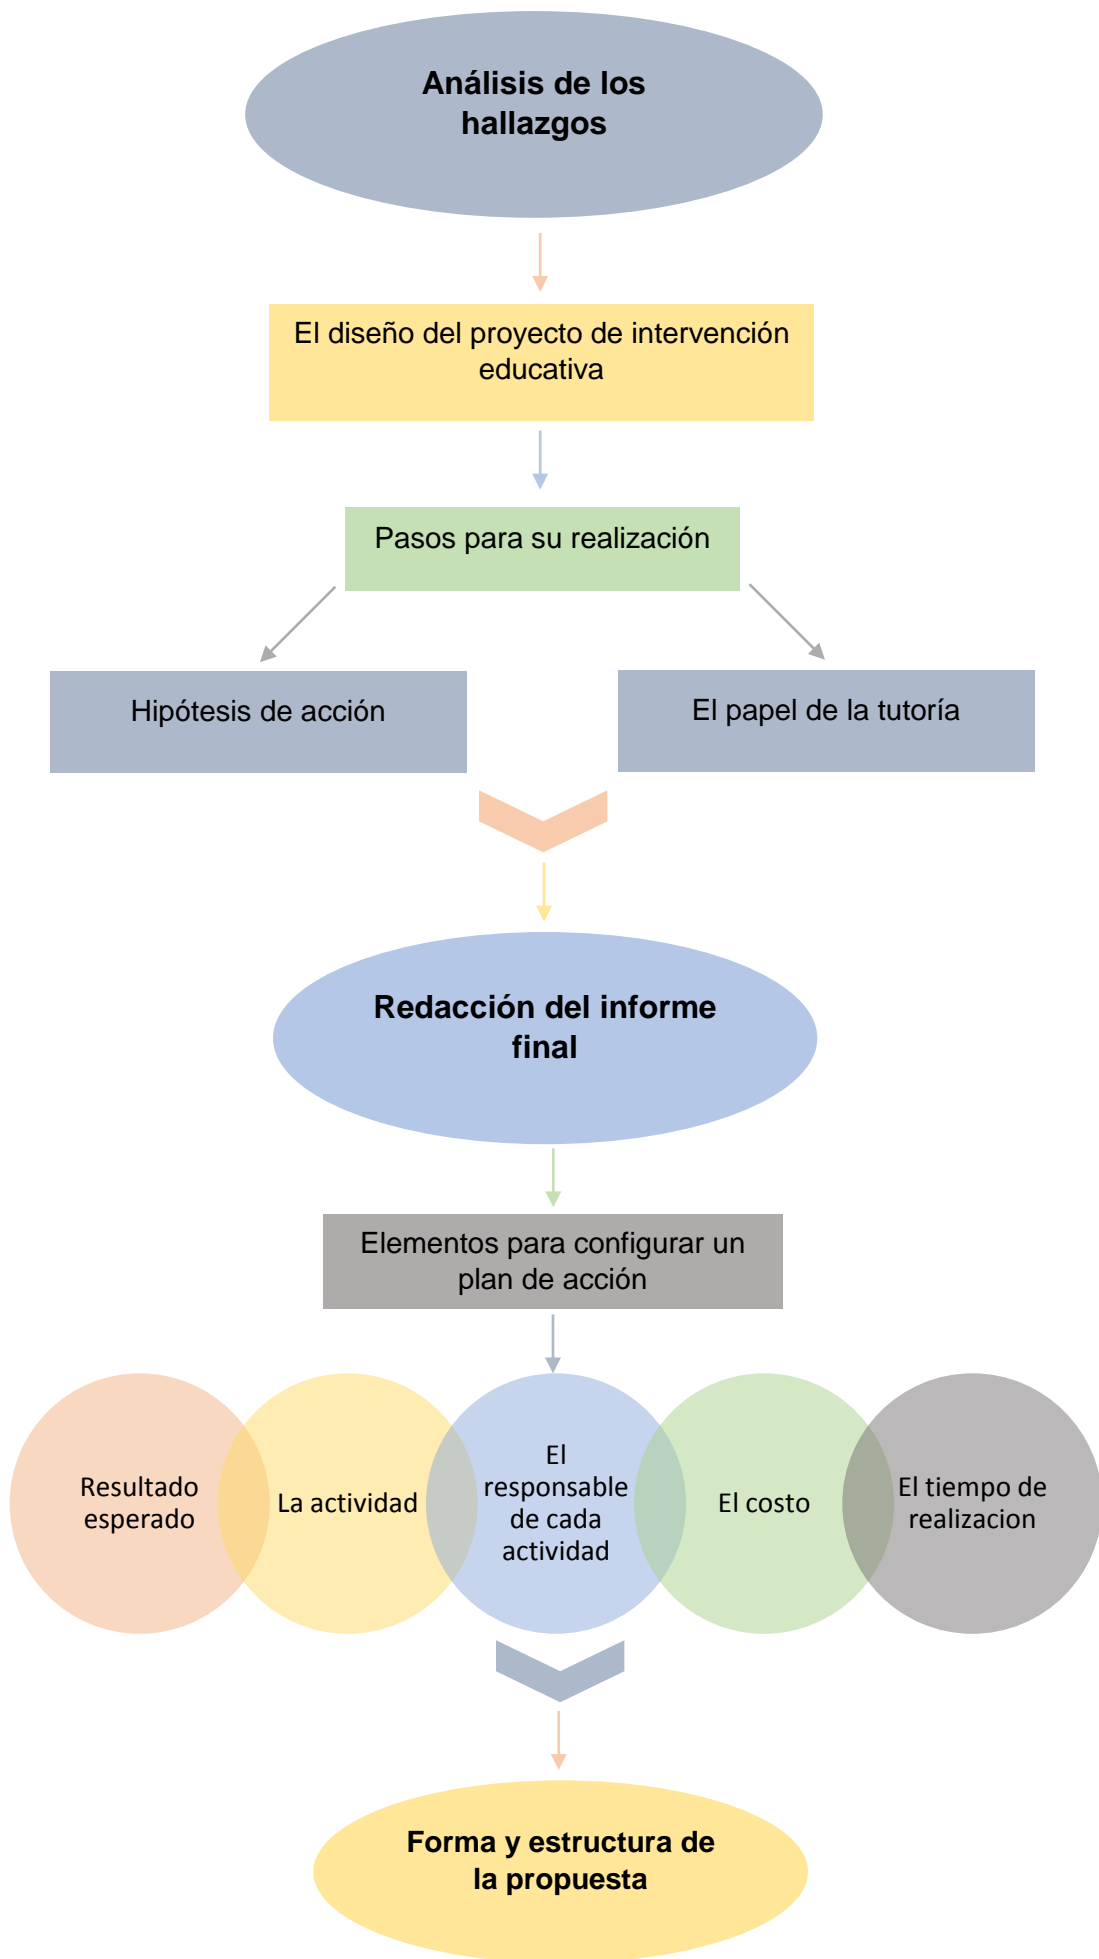 Análisis de los
hallazgos
El diseño del proyecto de intervención
educativa
Pasos para su realización
Hipótesis de acción
El papel de la tutoría
Redacción del informe
final
Elementos para configurar un
plan de acción
Resultado
esperado
La actividad
El
responsable
de cada
actividad
El costo
El tiempo de
realizacion
Forma y estructura de
la propuesta